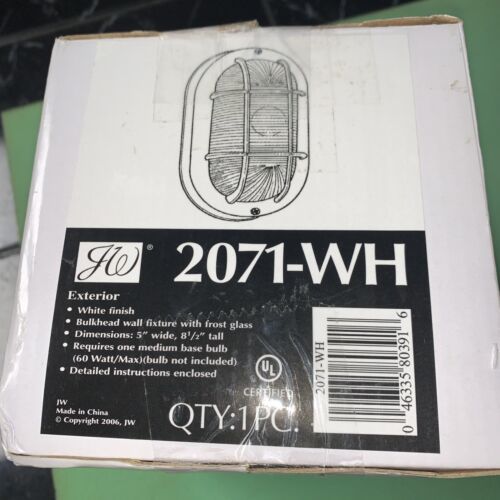 JW ® 2071-WH
Exterior
• White finish
• Bulkhead wall fixture with frost glass
• Dimensions: 5" wide, 8 1/2" tall
• Requires one medium base bulb
(60 Watt/Max)(bulb not included)
• Detailed instructions enclosed
UL
CERTIFIED
JW
Made in China
© Copyright 2006, JW
QTY:1PC.
2071-WH
0 46335 80391 6